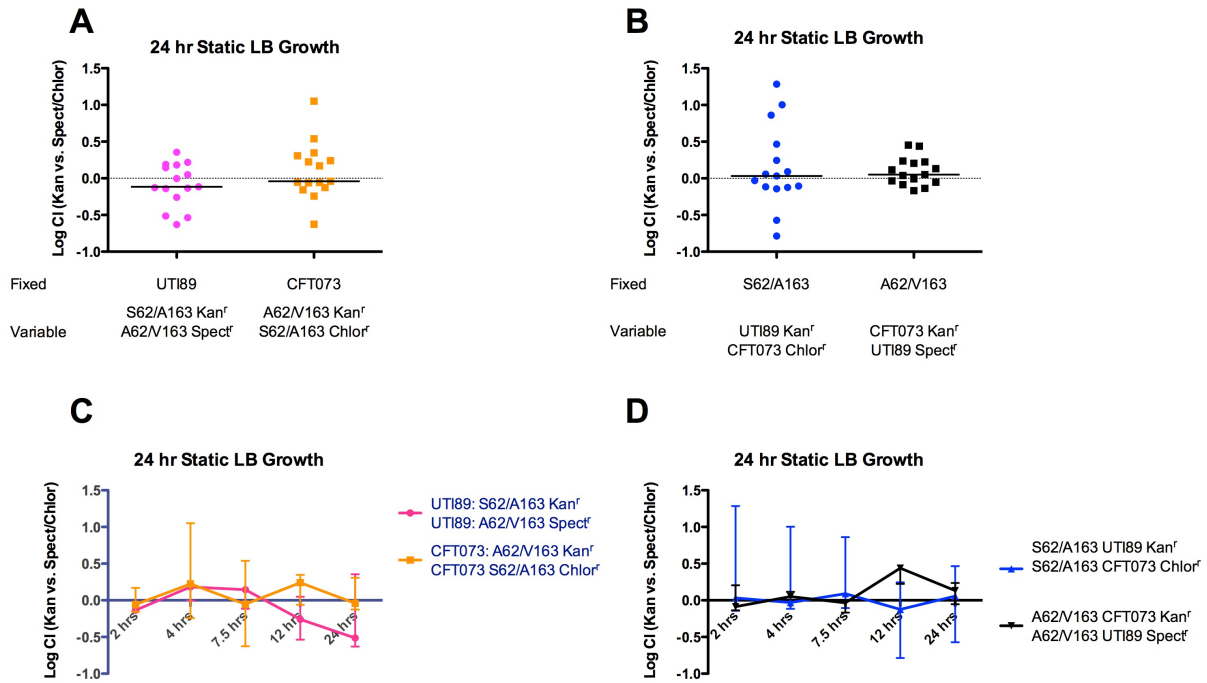 A
24 hr Static LB Growth
Log CI (Kan vs. Spect/Chlor)
1.5
1.0
0.5
0.0
-0.5
-1.0
Fixed UTI89 CFT073
S62/A163 Kanʳ A62/V163 Kanʳ
Variable A62/V163 Spectʳ S62/A163 Chlorʳ
B
24 hr Static LB Growth
Log CI (Kan vs. Spect/Chlor)
1.5
1.0
0.5
0.0
-0.5
-1.0
Fixed S62/A163 A62/V163
Variable UTI89 Kanʳ CFT073 Kanʳ
CFT073 Chlorʳ UTI89 Spectʳ
C
24 hr Static LB Growth
Log CI (Kan vs. Spect/Chlor)
1.5
1.0
0.5
0.0
-0.5
-1.0
2 hrs 4 hrs 7.5 hrs 12 hrs 24 hrs
UTI89: S62/A163 Kanʳ
UTI89: A62/V163 Spectʳ
CFT073: A62/V163 Kanʳ
CFT073 S62/A163 Chlorʳ
D
24 hr Static LB Growth
Log CI (Kan vs. Spect/Chlor)
1.5
1.0
0.5
0.0
-0.5
-1.0
2 hrs 4 hrs 7.5 hrs 12 hrs 24 hrs
S62/A163 UTI89 Kanʳ
S62/A163 CFT073 Chlorʳ
A62/V163 CFT073 Kanʳ
A62/V163 UTI89 Spectʳ